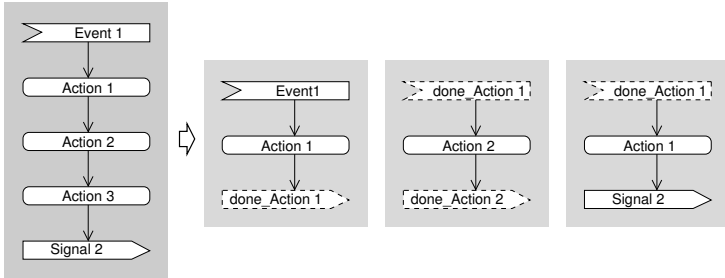 Event 1
Action 1
Action 2
Action 3
Signal 2
Event1
Action 1
done_Action 1
done_Action 1
Action 2
done_Action 2
done_Action 1
Action 1
Signal 2